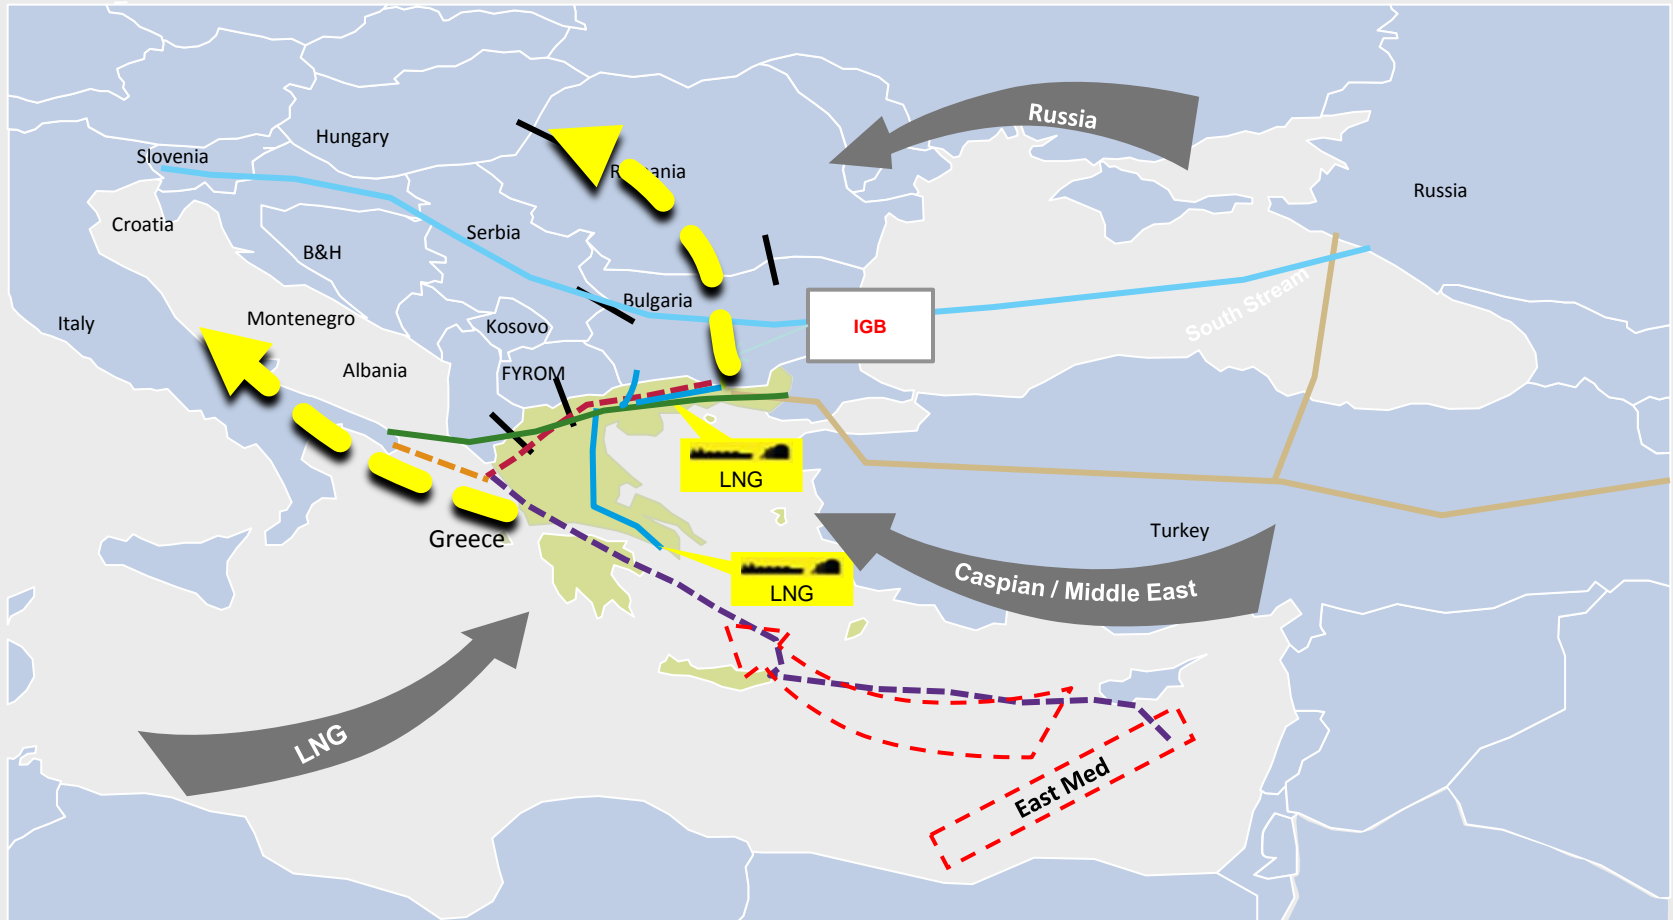 Russia
Hungary
Slovenia
Romania
Russia
Croatia
Serbia
B&H
Bulgaria
South Stream
Italy
Montenegro
Kosovo
IGB
Albania
FYROM
LNG
Greece
Turkey
Caspian / Middle East
LNG
LNG
East Med